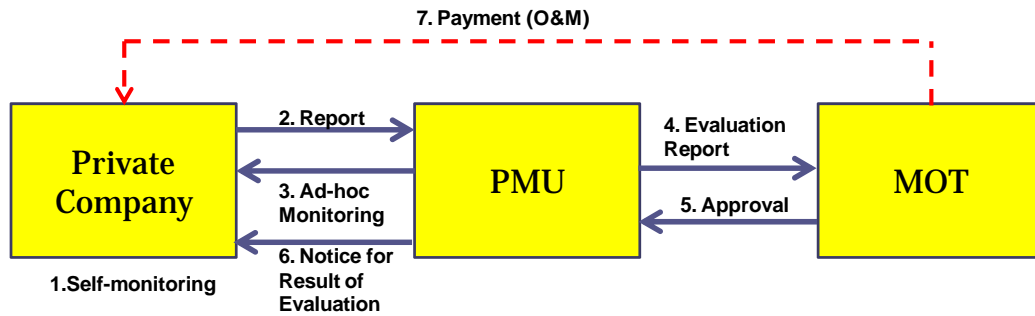 7. Payment (O&M)
Private
Company
2. Report
3. Ad-hoc
Monitoring
6. Notice for
Result of
Evaluation
1.Self-monitoring
PMU
4. Evaluation
Report
5. Approval
MOT